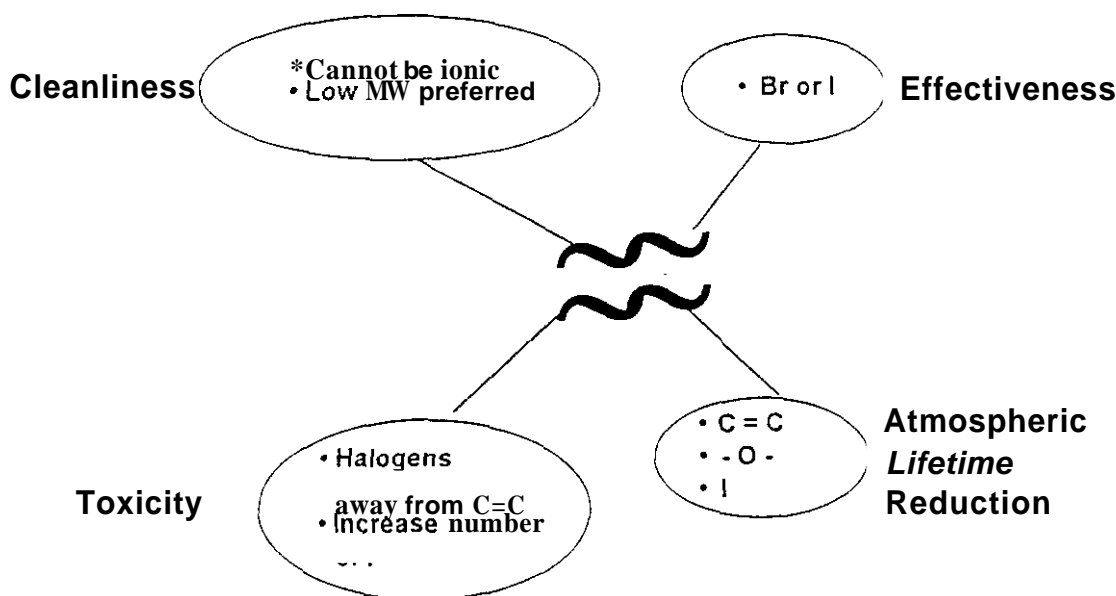 Cleanliness
*Cannot be ionic
• Low MW preferred
• Br or I
Effectiveness
Toxicity
• Halogens
away from C=C
• Increase number
• C = C
• - O -
• I
Atmospheric
Lifetime
Reduction